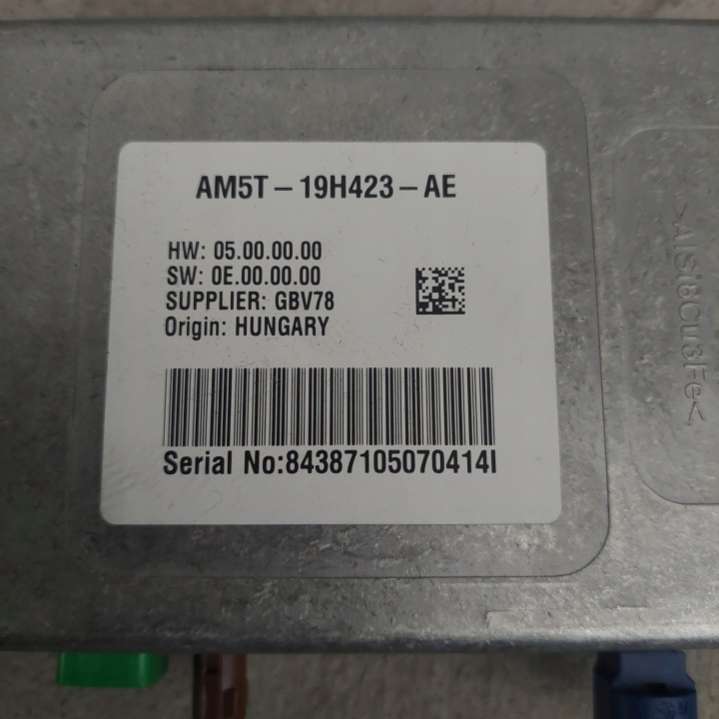 AM5T-19H423-AE
HW: 05.00.00.00
SW: 0E.00.00.00
SUPPLIER: GBV78
Origin: HUNGARY
Serial No:84387105070414I
>AlSi8Cu3Fe<